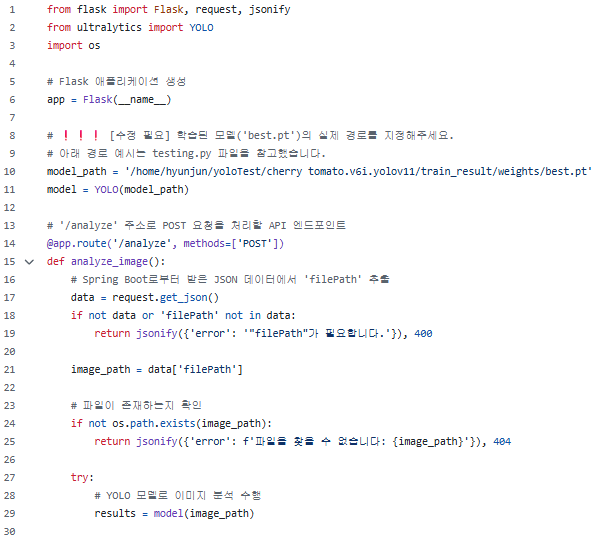 1 from flask import Flask, request, jsonify
2 from ultralytics import YOLO
3 import os
4
5 # Flask 애플리케이션 생성
6 app = Flask(__name__)
7
8 # ❗❗❗ [수정 필요] 학습된 모델('best.pt')의 실제 경로를 지정해주세요.
9 # 아래 경로 예시는 testing.py 파일을 참고했습니다.
10 model_path = '/home/hyunjun/yoloTest/cherry tomato.v6i.yolov11/train_result/weights/best.pt'
11 model = YOLO(model_path)
12
13 # '/analyze' 주소로 POST 요청을 처리할 API 엔드포인트
14 @app.route('/analyze', methods=['POST'])
15 def analyze_image():
16     # Spring Boot로부터 받은 JSON 데이터에서 'filePath' 추출
17     data = request.get_json()
18     if not data or 'filePath' not in data:
19         return jsonify({'error': '"filePath"가 필요합니다.'}), 400
20
21     image_path = data['filePath']
22
23     # 파일이 존재하는지 확인
24     if not os.path.exists(image_path):
25         return jsonify({'error': f'파일을 찾을 수 없습니다: {image_path}'}), 404
26
27     try:
28         # YOLO 모델로 이미지 분석 수행
29         results = model(image_path)
30